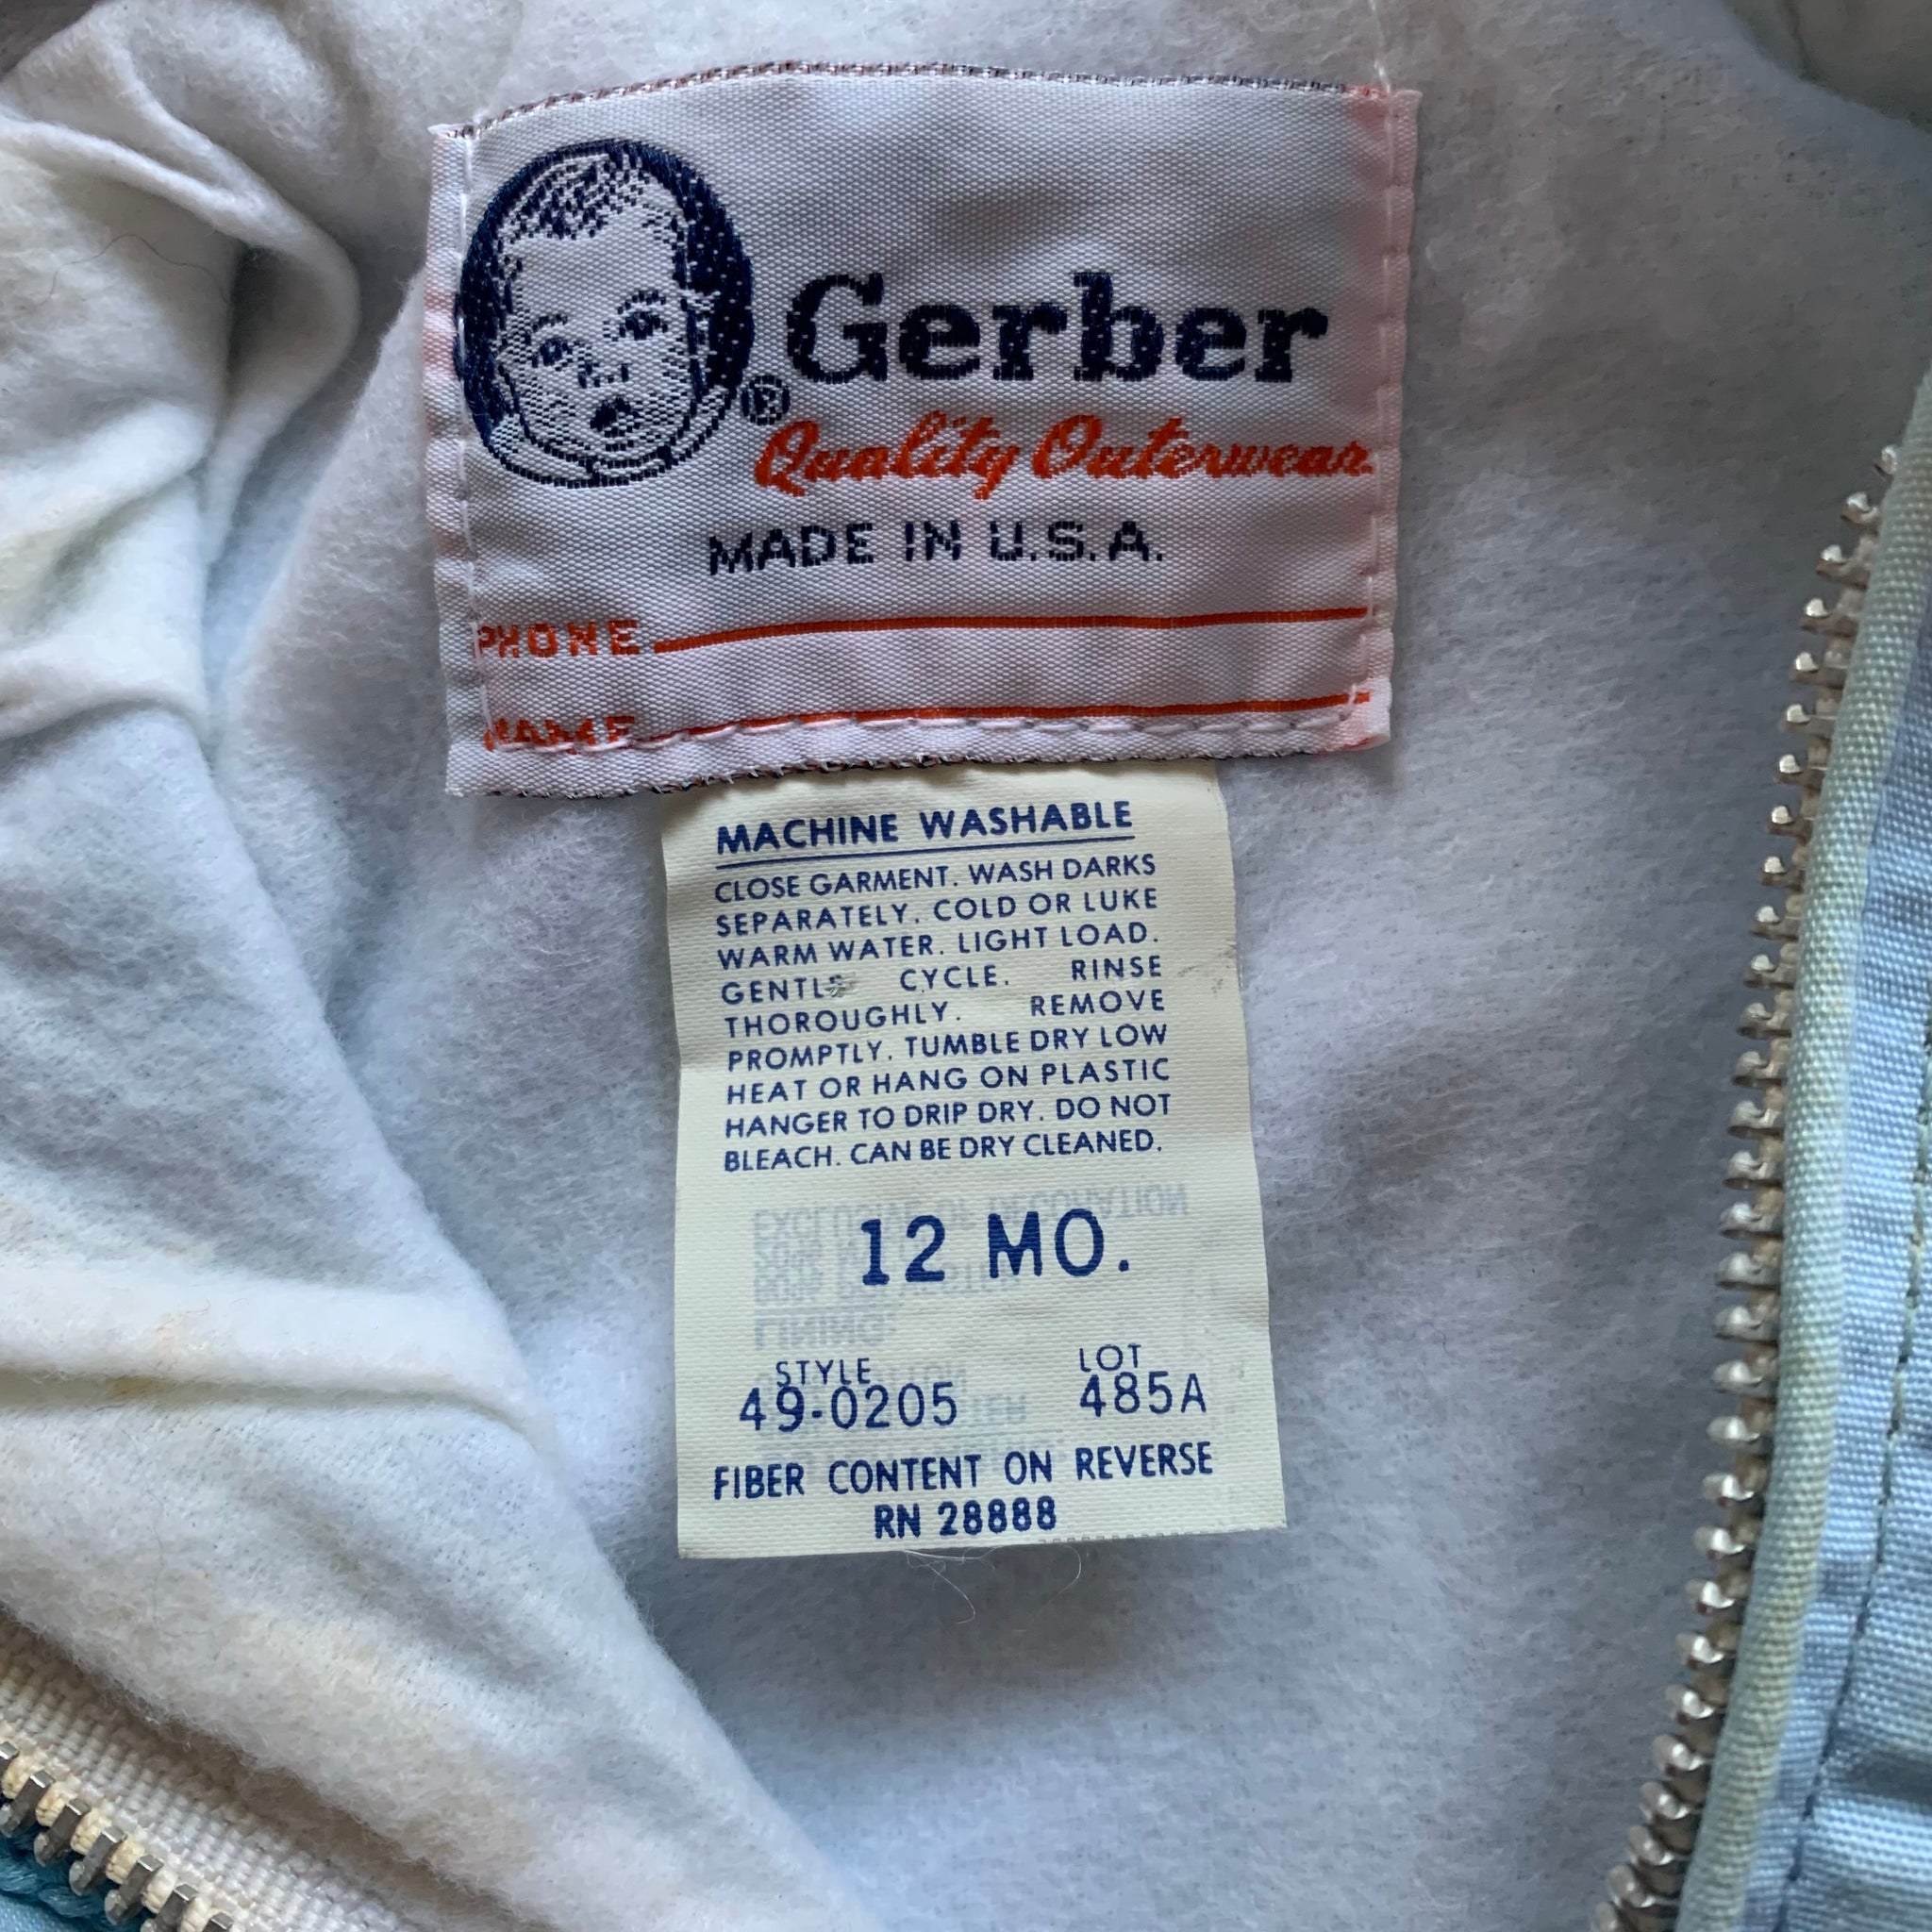 Gerber
®
Quality Outerwear
MADE IN U.S.A.
PHONE
NAME
MACHINE WASHABLE
CLOSE GARMENT. WASH DARKS
SEPARATELY. COLD OR LUKE
WARM WATER. LIGHT LOAD.
GENTLE CYCLE. RINSE
THOROUGHLY. REMOVE
PROMPTLY. TUMBLE DRY LOW
HEAT OR HANG ON PLASTIC
HANGER TO DRIP DRY. DO NOT
BLEACH. CAN BE DRY CLEANED.
12 MO.
STYLE LOT
49-0205 485A
FIBER CONTENT ON REVERSE
RN 28888